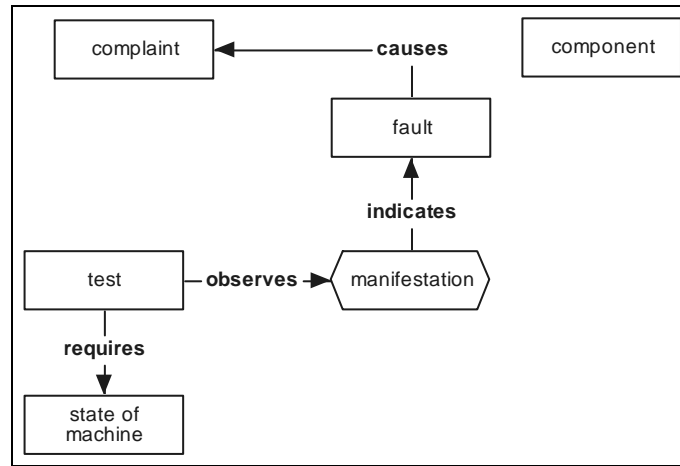 complaint
causes
component
fault
indicates
test
observes
manifestation
requires
state of
machine